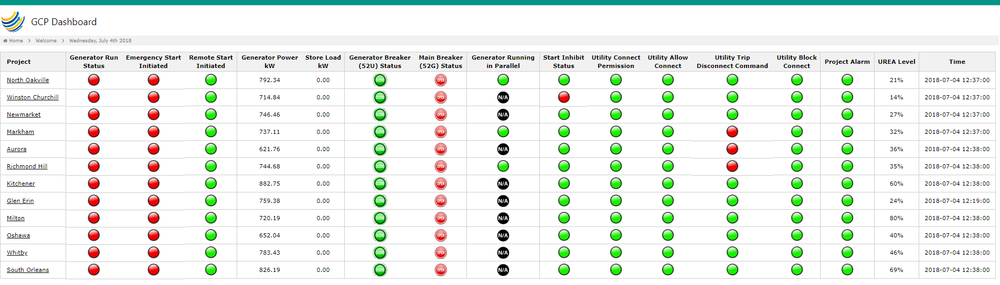 GCP Dashboard
Home > Welcome > Wednesday, July 4th 2018
Project Generator Run Status Emergency Start Initiated Remote Start Initiated Generator Power kW Store Load kW Generator Breaker (52U) Status Main Breaker (52G) Status Generator Running in Parallel Start Inhibit Status Utility Connect Permission Utility Allow Connect Utility Trip Disconnect Command Utility Block Connect Project Alarm UREA Level Time
North Oakville 792.34 0.00 CLOSE OPEN 21% 2018-07-04 12:37:00
Winston Churchill 714.84 0.00 CLOSE OPEN N/A 14% 2018-07-04 12:37:00
Newmarket 746.46 0.00 CLOSE OPEN N/A 27% 2018-07-04 12:37:00
Markham 737.11 0.00 CLOSE OPEN 32% 2018-07-04 12:37:00
Aurora 621.76 0.00 CLOSE OPEN N/A 36% 2018-07-04 12:38:00
Richmond Hill 744.68 0.00 CLOSE OPEN 35% 2018-07-04 12:38:00
Kitchener 882.75 0.00 CLOSE OPEN N/A 60% 2018-07-04 12:38:00
Glen Erin 759.38 0.00 CLOSE OPEN N/A 24% 2018-07-04 12:19:00
Milton 720.19 0.00 CLOSE OPEN N/A 80% 2018-07-04 12:38:00
Oshawa 652.04 0.00 CLOSE OPEN N/A 40% 2018-07-04 12:38:00
Whitby 783.43 0.00 CLOSE OPEN N/A 46% 2018-07-04 12:38:00
South Orleans 826.19 0.00 CLOSE OPEN N/A 69% 2018-07-04 12:38:00